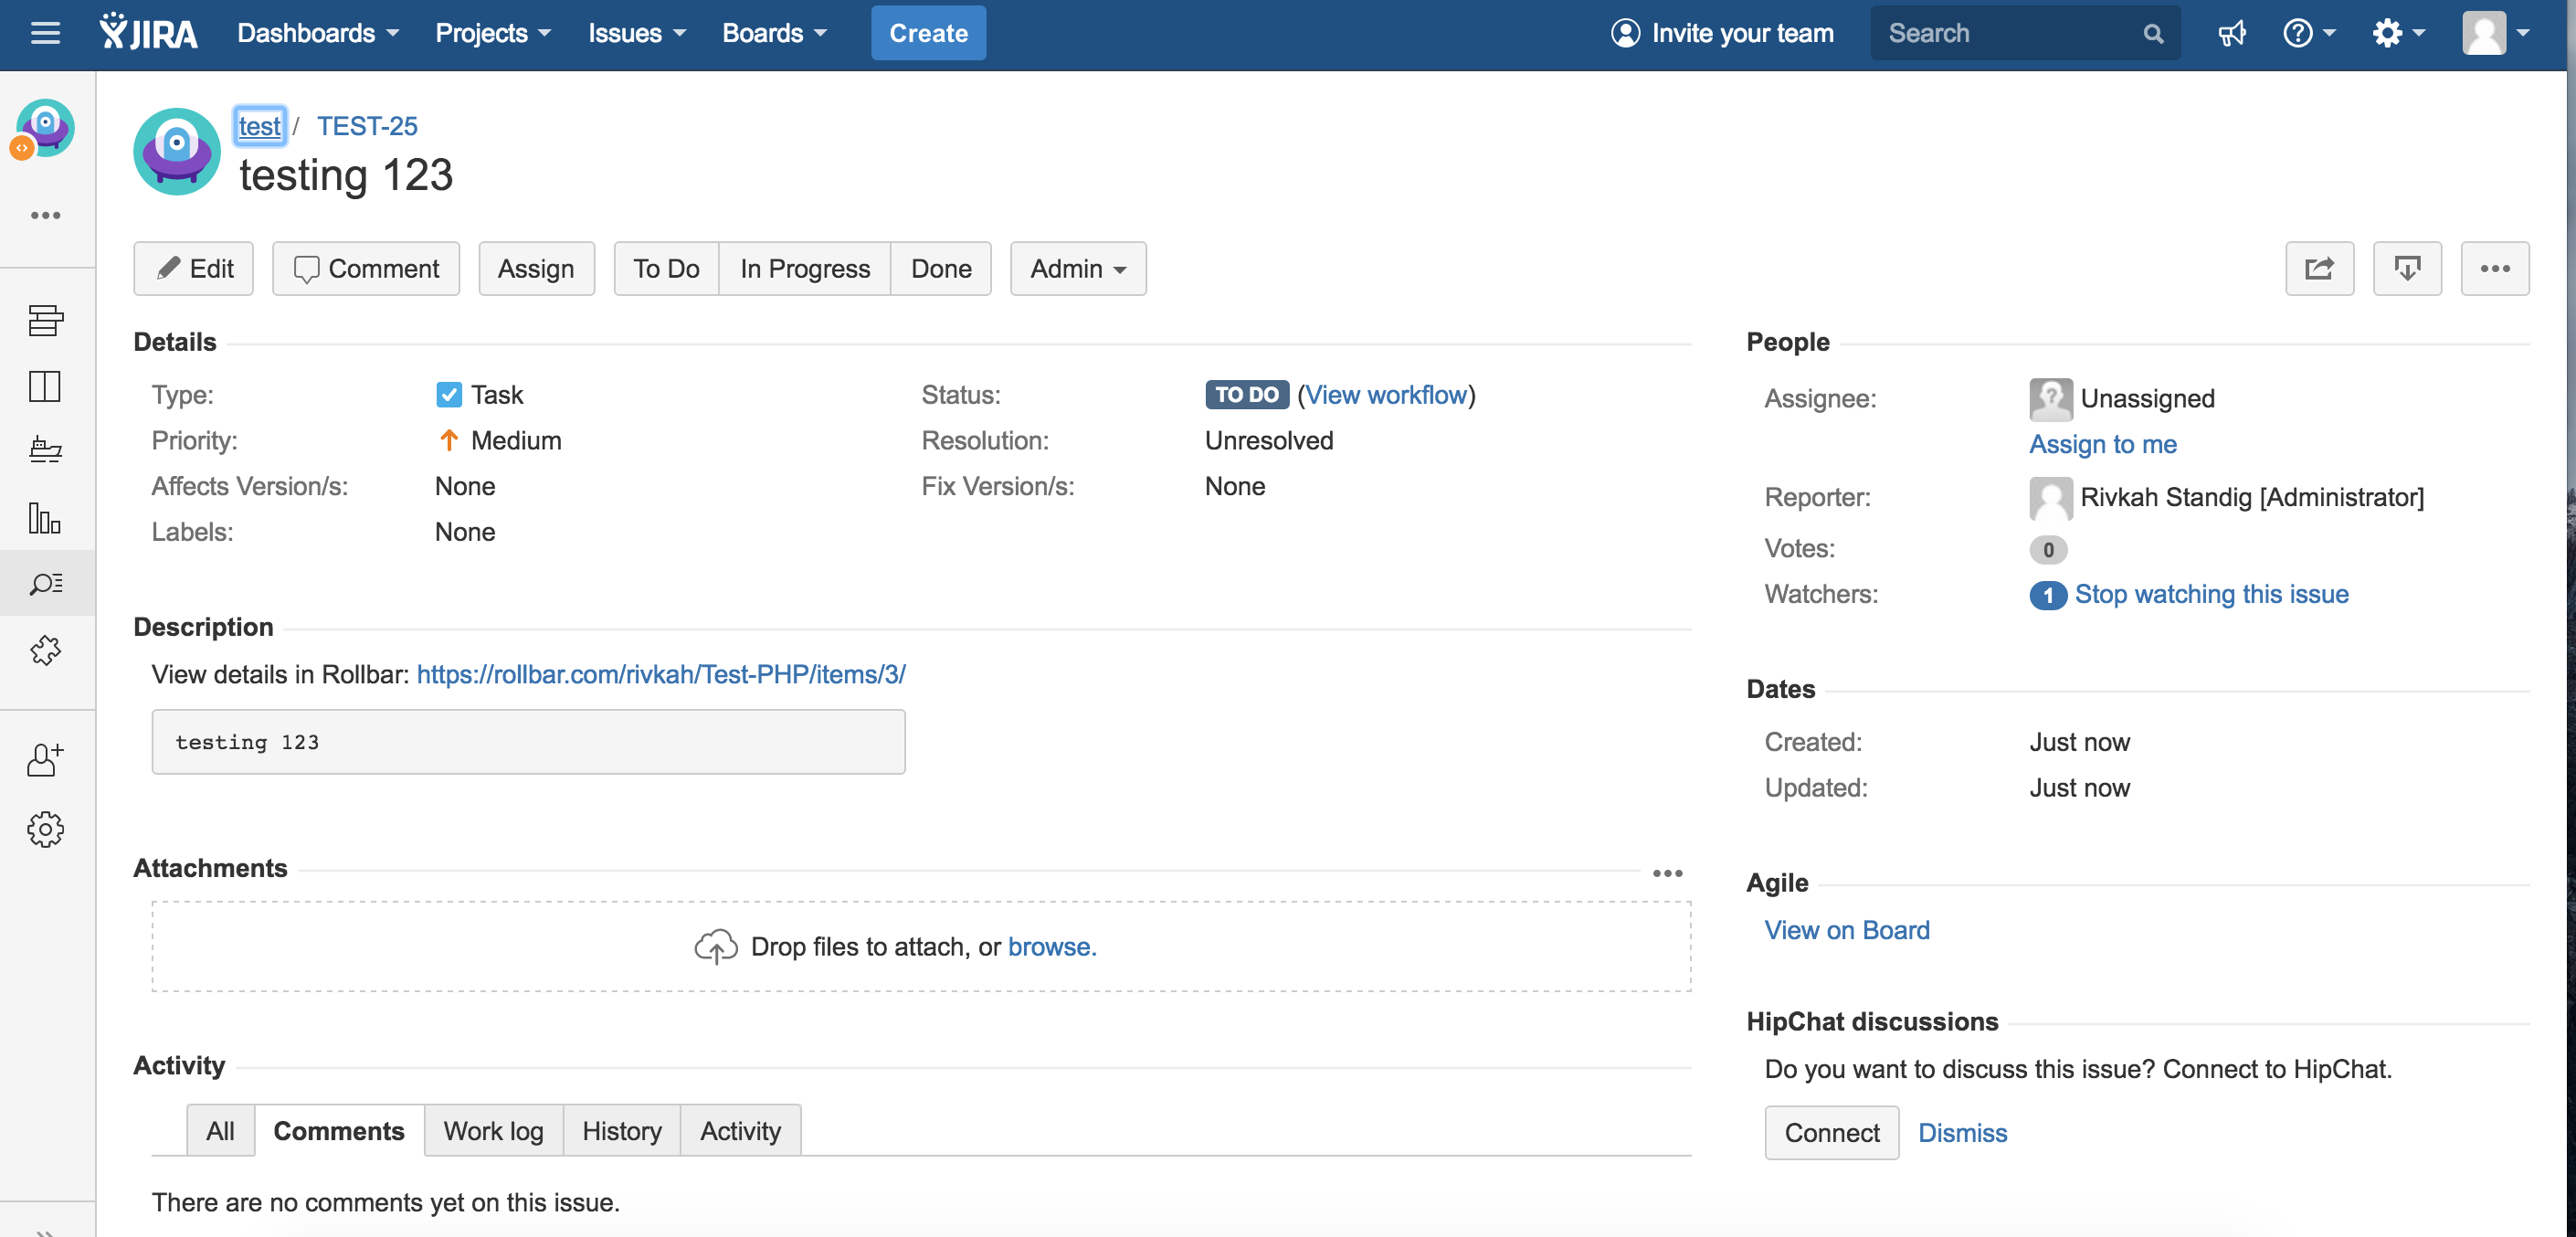 JIRA Dashboards Projects Issues Boards Create Invite your team Search
test / TEST-25
testing 123
Edit Comment Assign To Do In Progress Done Admin
Details
Type: Task Status: TO DO (View workflow)
Priority: Medium Resolution: Unresolved
Affects Version/s: None Fix Version/s: None
Labels: None
Description
View details in Rollbar: https://rollbar.com/rivkah/Test-PHP/items/3/
testing 123
Attachments
Drop files to attach, or browse.
Activity
All Comments Work log History Activity
There are no comments yet on this issue.
People
Assignee: Unassigned
Assign to me
Reporter: Rivkah Standig [Administrator]
Votes: 0
Watchers: 1 Stop watching this issue
Dates
Created: Just now
Updated: Just now
Agile
View on Board
HipChat discussions
Do you want to discuss this issue? Connect to HipChat.
Connect Dismiss